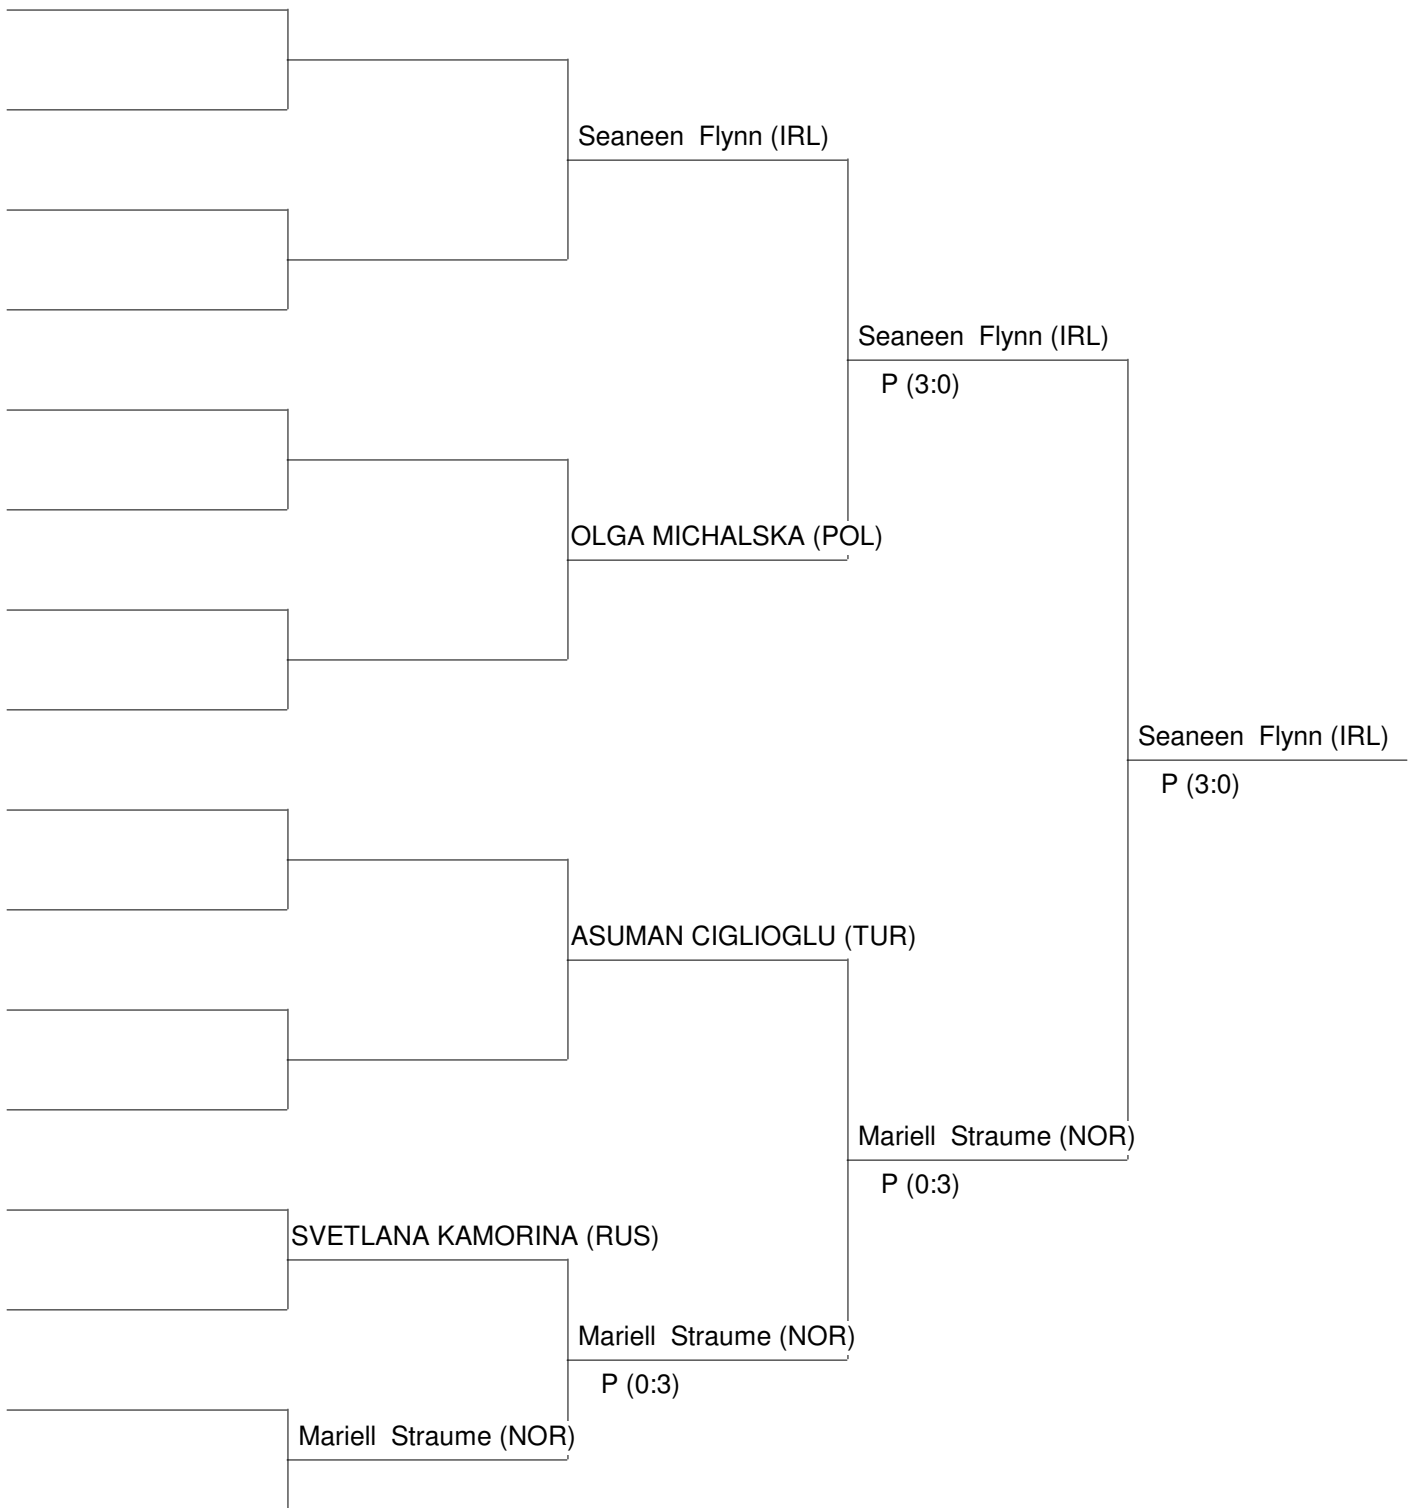 Seaneen Flynn (IRL)
Seaneen Flynn (IRL)
P (3:0)
OLGA MICHALSKA (POL)
Seaneen Flynn (IRL)
P (3:0)
ASUMAN CIGLIOGLU (TUR)
Mariell Straume (NOR)
P (0:3)
SVETLANA KAMORINA (RUS)
Mariell Straume (NOR)
P (0:3)
Mariell Straume (NOR)